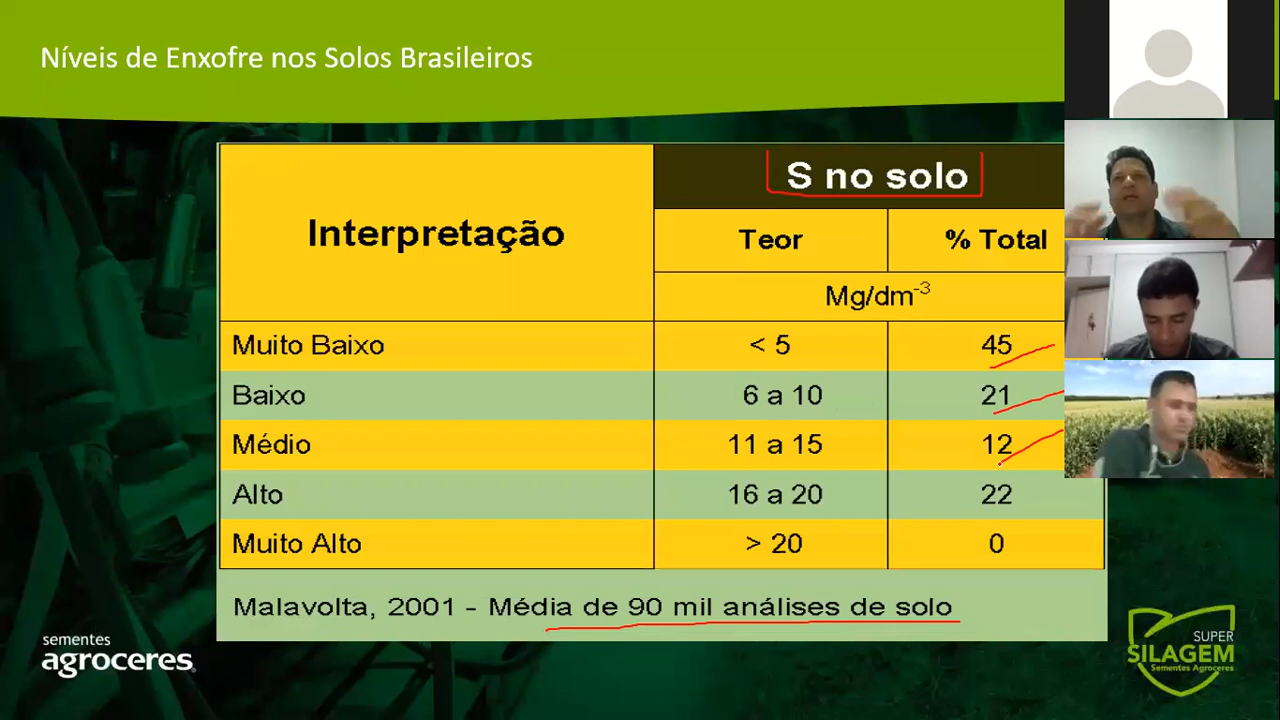 Níveis de Enxofre nos Solos Brasileiros
Interpretação
S no solo
Teor
% Total
Mg/dm-3
Muito Baixo < 5 45
Baixo 6 a 10 21
Médio 11 a 15 12
Alto 16 a 20 22
Muito Alto > 20 0
Malavolta, 2001 - Média de 90 mil análises de solo
sementes
agroceres
SUPER
SILAGEM
Sementes Agroceres